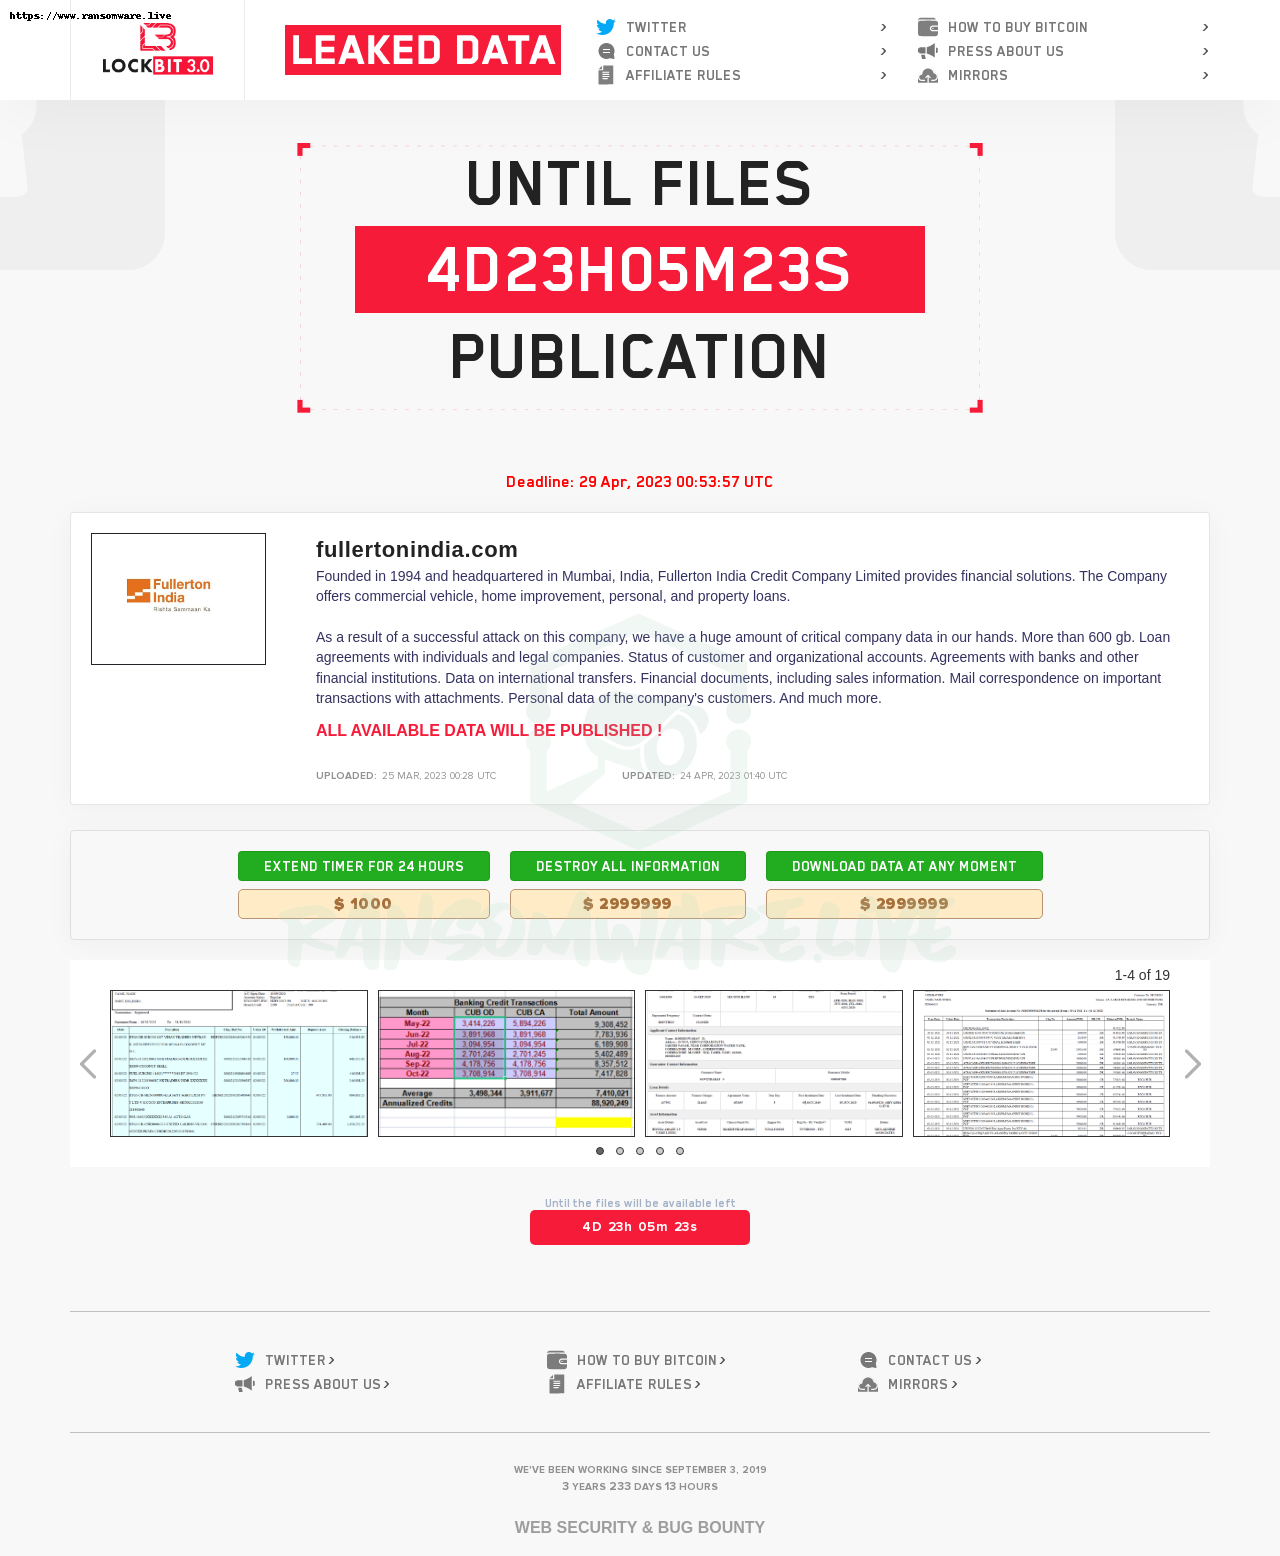 https://www.ransomware.live
LOCKBIT 3.0
LEAKED DATA
TWITTER
CONTACT US
AFFILIATE RULES
HOW TO BUY BITCOIN
PRESS ABOUT US
MIRRORS
UNTIL FILES
4D23H05M23S
PUBLICATION
Deadline: 29 Apr, 2023 00:53:57 UTC
Fullerton
India
Rishta Sammaan Ka
fullertonindia.com
Founded in 1994 and headquartered in Mumbai, India, Fullerton India Credit Company Limited provides financial solutions. The Company
offers commercial vehicle, home improvement, personal, and property loans.
As a result of a successful attack on this company, we have a huge amount of critical company data in our hands. More than 600 gb. Loan
agreements with individuals and legal companies. Status of customer and organizational accounts. Agreements with banks and other
financial institutions. Data on international transfers. Financial documents, including sales information. Mail correspondence on important
transactions with attachments. Personal data of the company's customers. And much more.
ALL AVAILABLE DATA WILL BE PUBLISHED !
UPLOADED: 25 MAR, 2023 00:28 UTC
UPDATED: 24 APR, 2023 01:40 UTC
EXTEND TIMER FOR 24 HOURS
$ 1000
DESTROY ALL INFORMATION
$ 2999999
DOWNLOAD DATA AT ANY MOMENT
$ 2999999
RANSOMWARE.LIVE
1-4 of 19
Banking Credit Transactions
Month CUB OD CUB CA Total Amount
May-22 3,414,226 5,894,226 9,308,452
Jun-22 3,891,968 3,891,968 7,783,936
Jul-22 3,094,954 3,094,954 6,189,908
Aug-22 2,701,245 2,701,245 5,402,489
Sep-22 4,178,756 4,178,756 8,357,512
Oct-22 3,708,914 3,708,914 7,417,828
Average 3,498,344 3,911,677 7,410,021
Annualized Credits 88,920,249
Until the files will be available left
4D 23h 05m 23s
TWITTER
PRESS ABOUT US
HOW TO BUY BITCOIN
AFFILIATE RULES
CONTACT US
MIRRORS
WE'VE BEEN WORKING SINCE SEPTEMBER 3, 2019
3 YEARS 233 DAYS 13 HOURS
WEB SECURITY & BUG BOUNTY